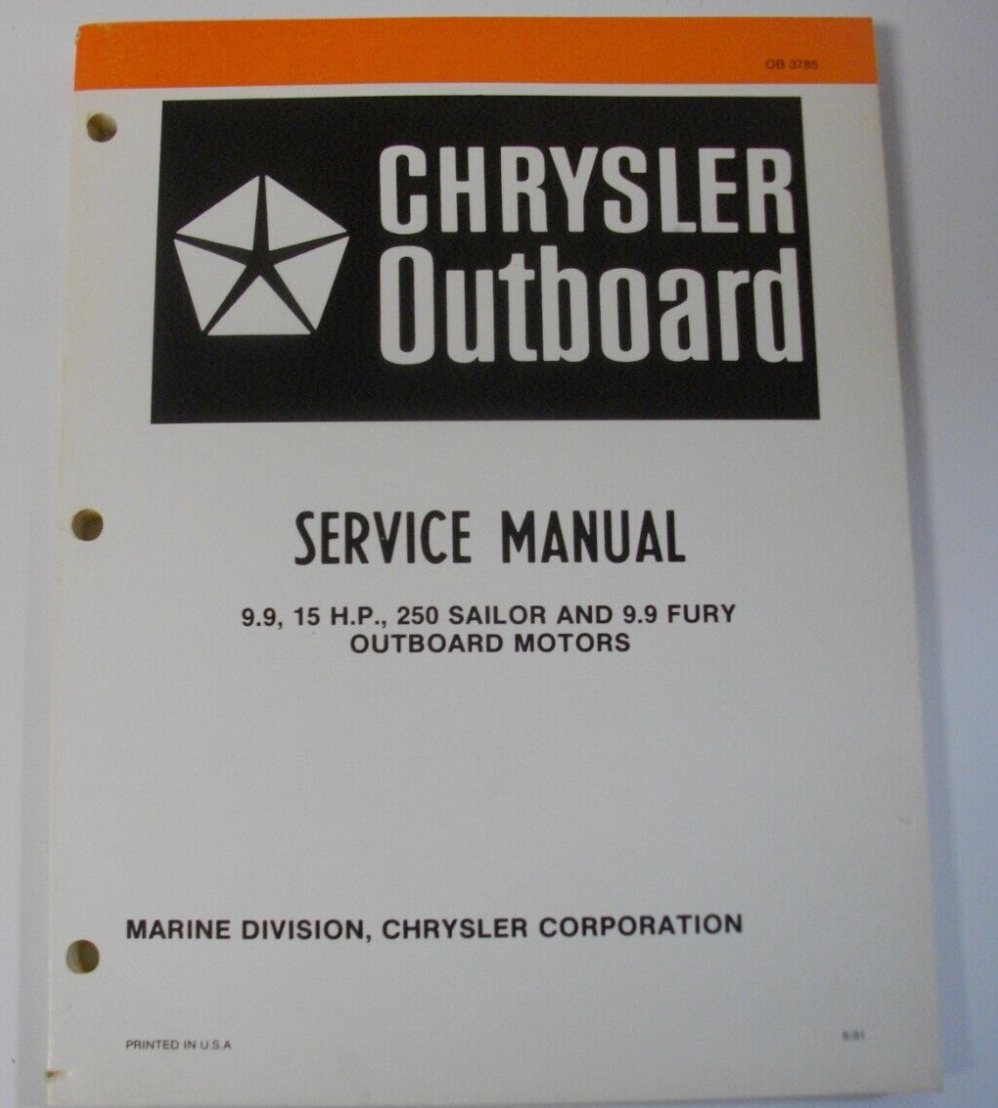 OB 3785
CHRYSLER
Outboard
SERVICE MANUAL
9.9, 15 H.P., 250 SAILOR AND 9.9 FURY
OUTBOARD MOTORS
MARINE DIVISION, CHRYSLER CORPORATION
PRINTED IN U.S.A